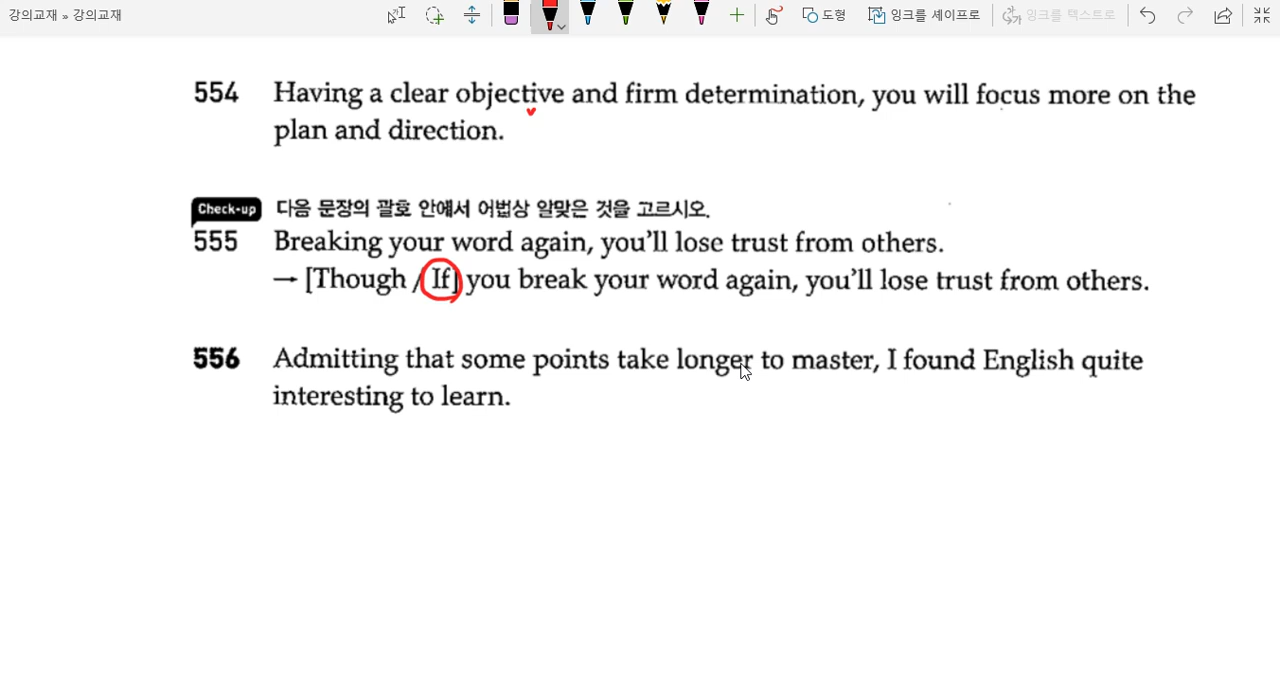 강의교재 » 강의교재 도형 잉크를 셰이프로 잉크를 텍스트로
554 Having a clear objective and firm determination, you will focus more on the
plan and direction.
Check-up 다음 문장의 괄호 안에서 어법상 알맞은 것을 고르시오.
555 Breaking your word again, you'll lose trust from others.
→ [Though / If] you break your word again, you'll lose trust from others.
556 Admitting that some points take longer to master, I found English quite
interesting to learn.